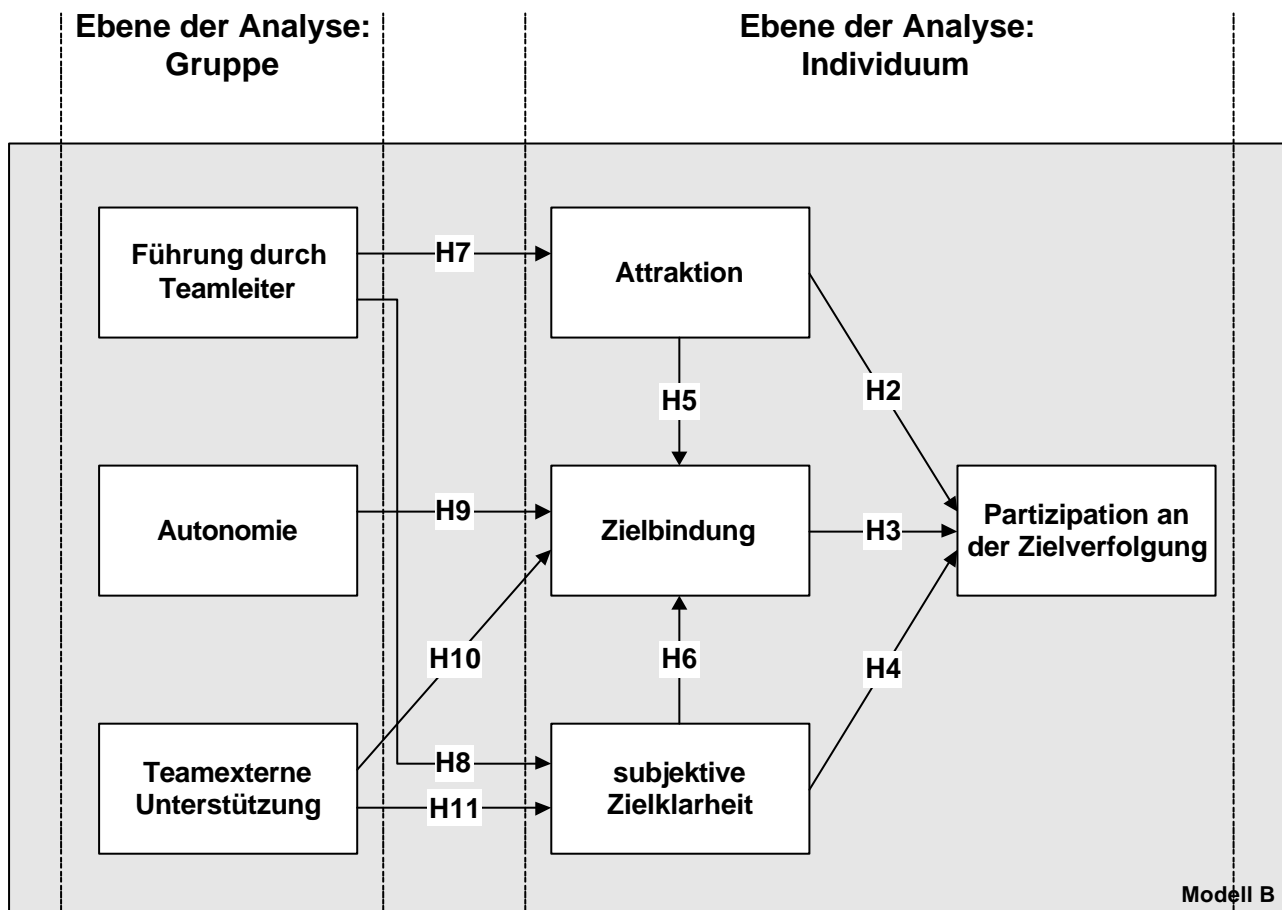 Ebene der Analyse:
Gruppe
Ebene der Analyse:
Individuum
Führung durch
Teamleiter
H7
Attraktion
H5
H2
Autonomie
H9
Zielbindung
H3
Partizipation an
der Zielverfolgung
H10
H6
H4
Teamexterne
Unterstützung
H8
H11
subjektive
Zielklarheit
Modell B